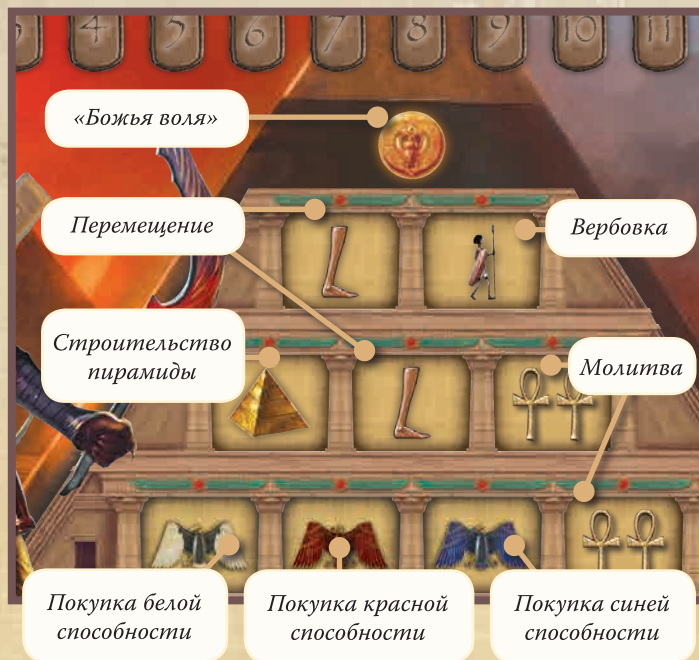 3 4 5 6 7 8 9 10 11
«Божья воля»
Перемещение
Вербовка
Строительство
пирамиды
Молитва
Покупка белой
способности
Покупка красной
способности
Покупка синей
способности